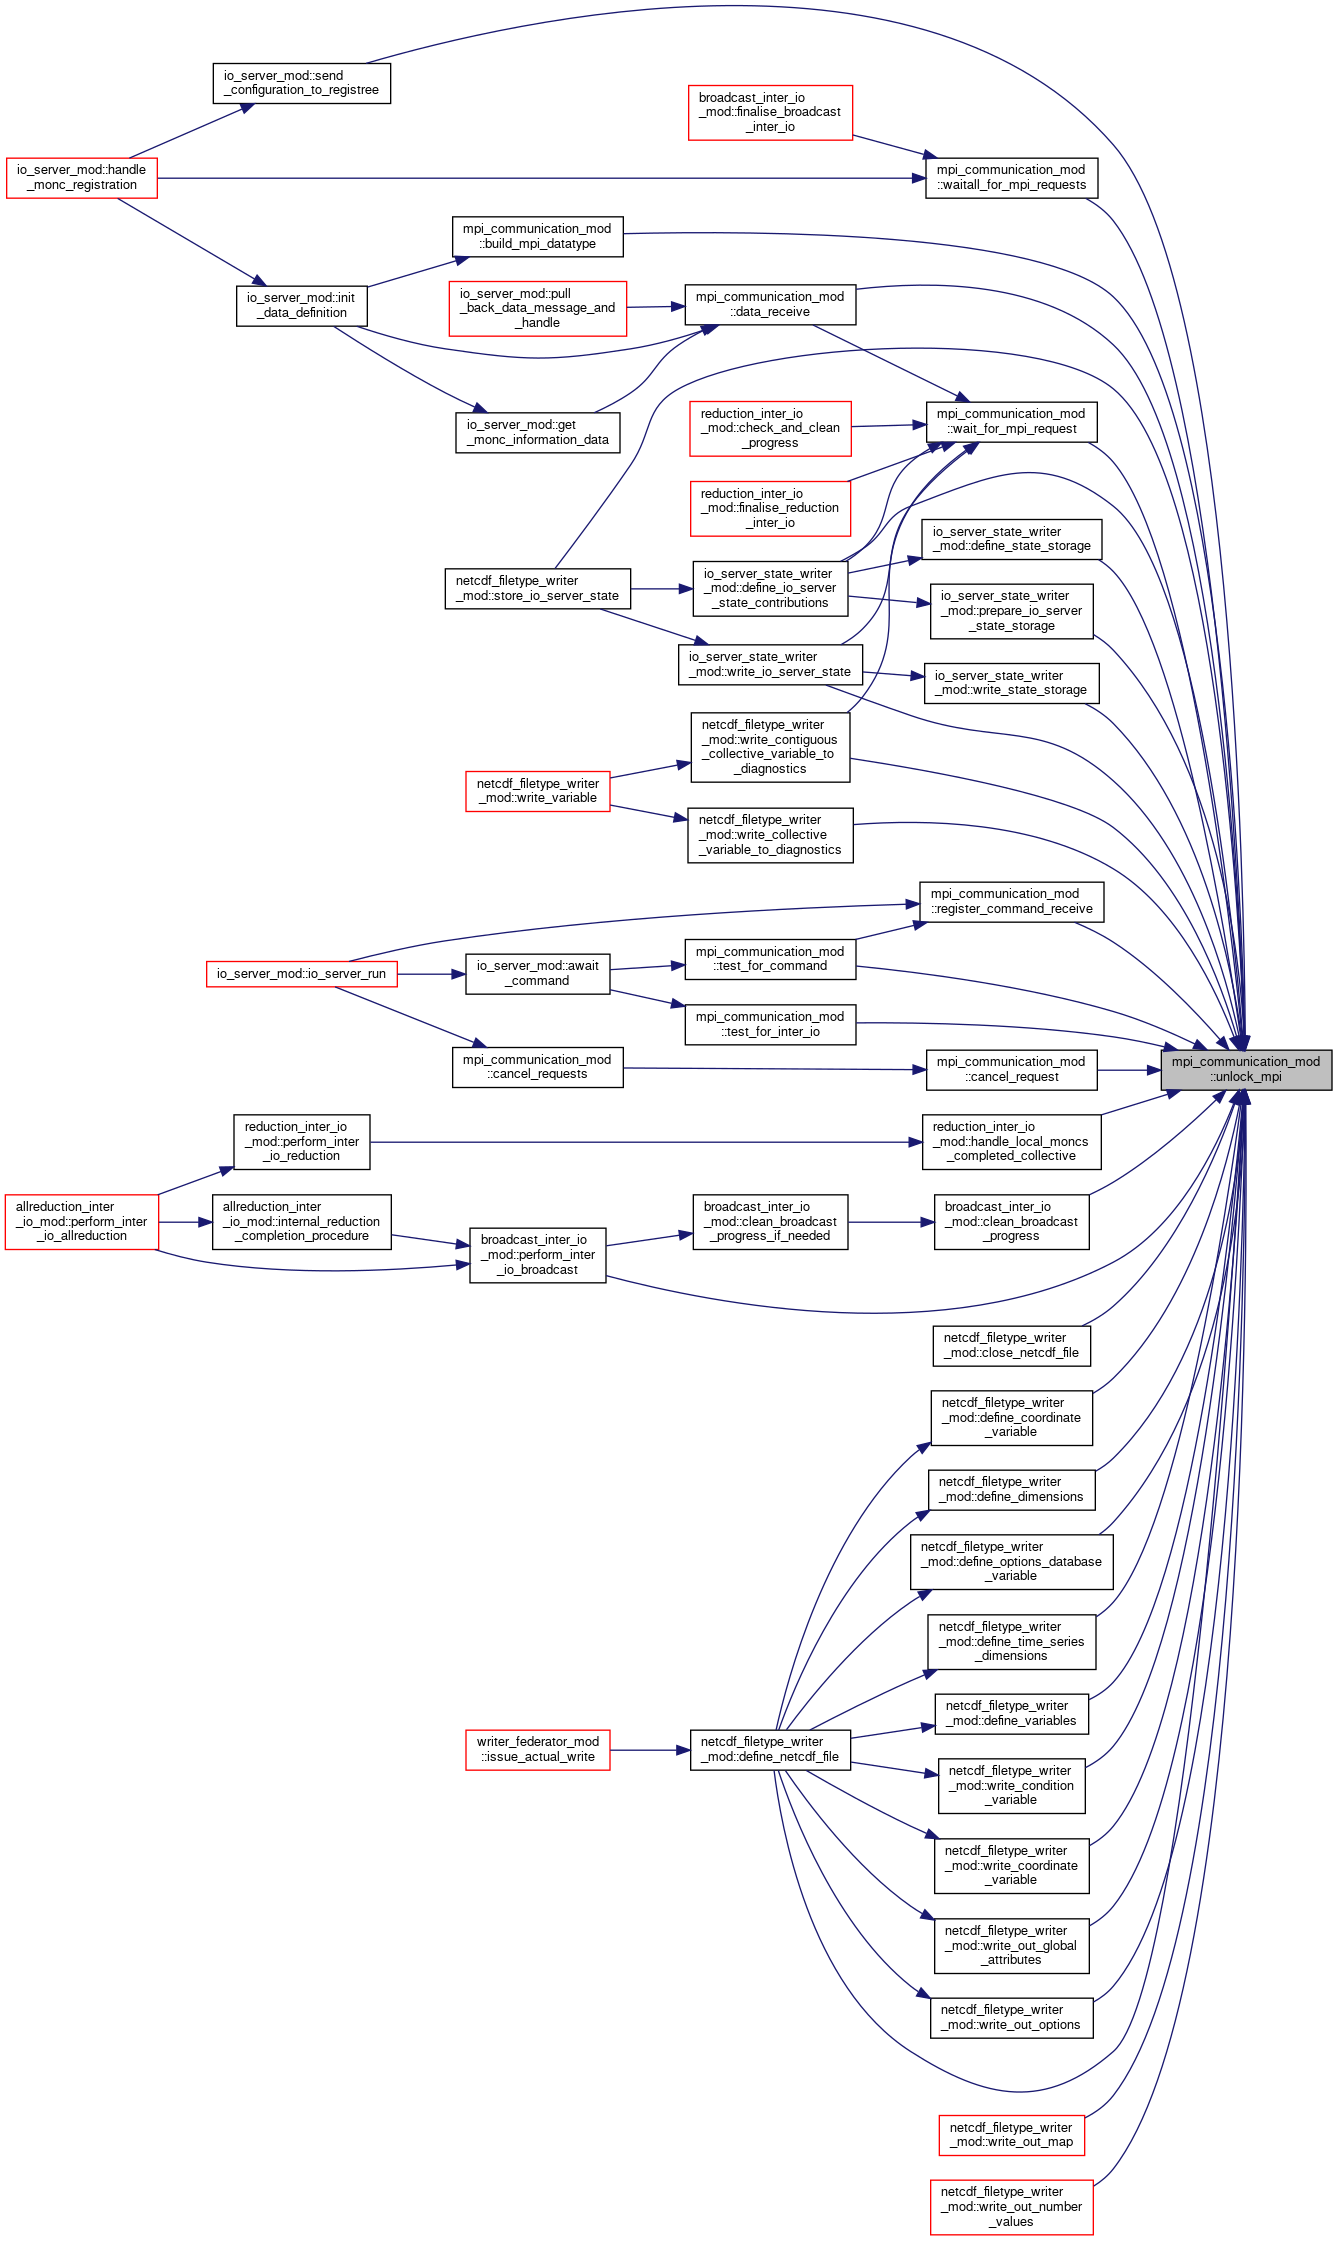 io_server_mod::send
_configuration_to_registree
broadcast_inter_io
_mod::finalise_broadcast
_inter_io
io_server_mod::handle
_monc_registration
mpi_communication_mod
::waitall_for_mpi_requests
mpi_communication_mod
::build_mpi_datatype
io_server_mod::init
_data_definition
io_server_mod::pull
_back_data_message_and
_handle
mpi_communication_mod
::data_receive
io_server_mod::get
_monc_information_data
reduction_inter_io
_mod::check_and_clean
_progress
mpi_communication_mod
::wait_for_mpi_request
reduction_inter_io
_mod::finalise_reduction
_inter_io
io_server_state_writer
_mod::define_state_storage
netcdf_filetype_writer
_mod::store_io_server_state
io_server_state_writer
_mod::define_io_server
_state_contributions
io_server_state_writer
_mod::prepare_io_server
_state_storage
io_server_state_writer
_mod::write_io_server_state
io_server_state_writer
_mod::write_state_storage
netcdf_filetype_writer
_mod::write_contiguous
_collective_variable_to
_diagnostics
netcdf_filetype_writer
_mod::write_variable
netcdf_filetype_writer
_mod::write_collective
_variable_to_diagnostics
mpi_communication_mod
::register_command_receive
io_server_mod::io_server_run
io_server_mod::await
_command
mpi_communication_mod
::test_for_command
mpi_communication_mod
::test_for_inter_io
mpi_communication_mod
::cancel_requests
mpi_communication_mod
::cancel_request
mpi_communication_mod
::unlock_mpi
reduction_inter_io
_mod::perform_inter
_io_reduction
reduction_inter_io
_mod::handle_local_moncs
_completed_collective
allreduction_inter
_io_mod::perform_inter
_io_allreduction
allreduction_inter
_io_mod::internal_reduction
_completion_procedure
broadcast_inter_io
_mod::perform_inter
_io_broadcast
broadcast_inter_io
_mod::clean_broadcast
_progress_if_needed
broadcast_inter_io
_mod::clean_broadcast
_progress
netcdf_filetype_writer
_mod::close_netcdf_file
netcdf_filetype_writer
_mod::define_coordinate
_variable
netcdf_filetype_writer
_mod::define_dimensions
netcdf_filetype_writer
_mod::define_options_database
_variable
netcdf_filetype_writer
_mod::define_time_series
_dimensions
netcdf_filetype_writer
_mod::define_variables
writer_federator_mod
::issue_actual_write
netcdf_filetype_writer
_mod::define_netcdf_file
netcdf_filetype_writer
_mod::write_condition
_variable
netcdf_filetype_writer
_mod::write_coordinate
_variable
netcdf_filetype_writer
_mod::write_out_global
_attributes
netcdf_filetype_writer
_mod::write_out_options
netcdf_filetype_writer
_mod::write_out_map
netcdf_filetype_writer
_mod::write_out_number
_values